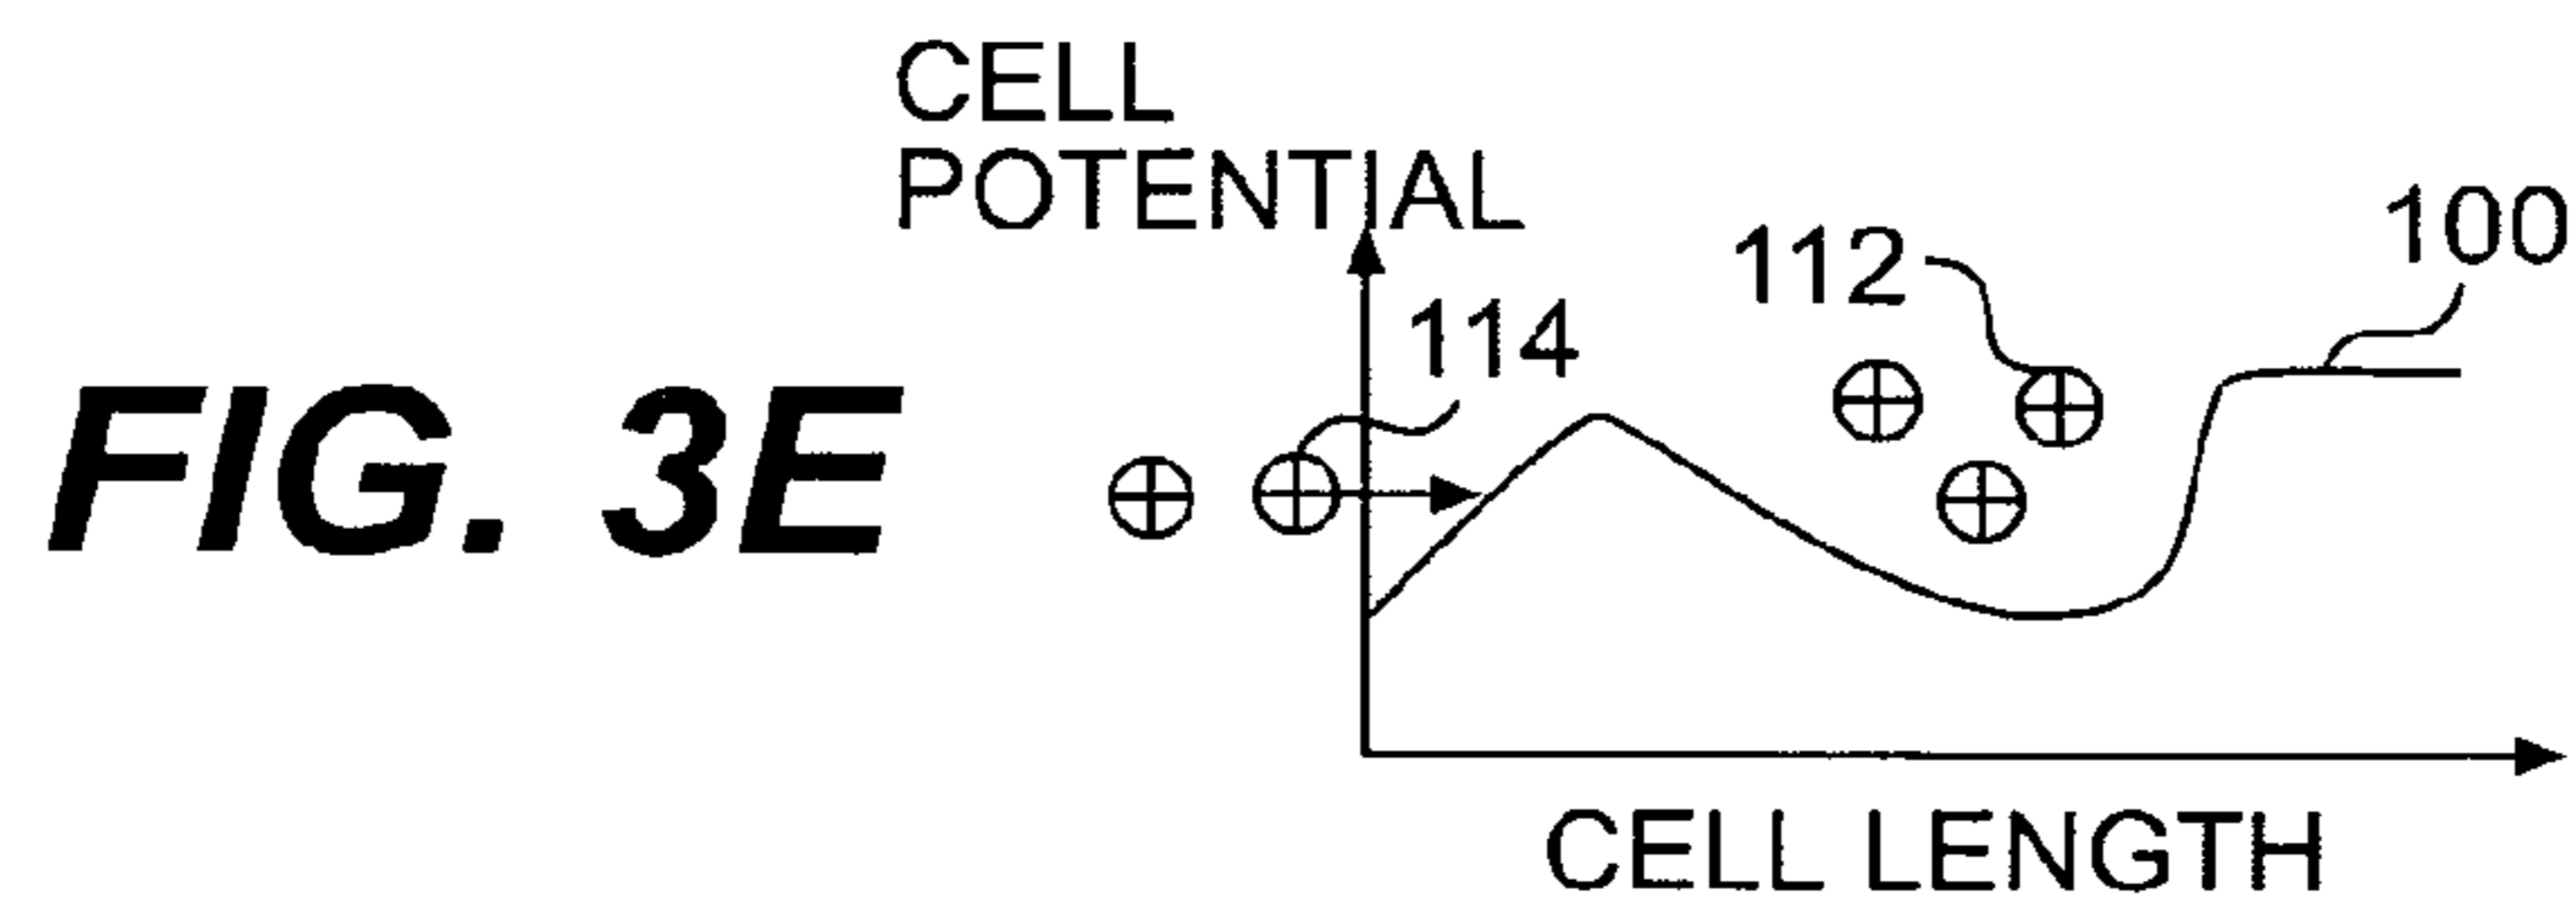 CELL
POTENTIAL
100
112
114
FIG. 3E
CELL LENGTH